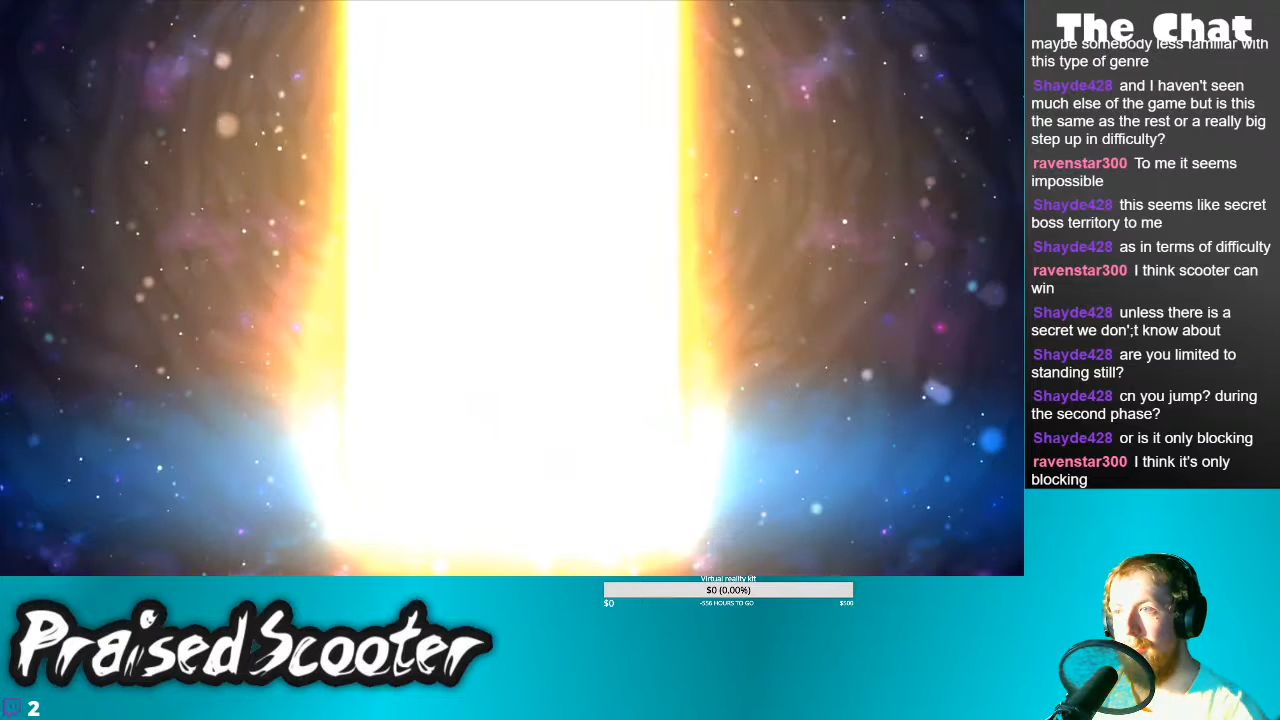 The Chat
maybe somebody less familiar with
this type of genre
Shayde428 and I haven't seen
much else of the game but is this
the same as the rest or a really big
step up in difficulty?
ravenstar300 To me it seems
impossible
Shayde428 this seems like secret
boss territory to me
Shayde428 as in terms of difficulty
ravenstar300 I think scooter can
win
Shayde428 unless there is a
secret we don';t know about
Shayde428 are you limited to
standing still?
Shayde428 cn you jump? during
the second phase?
Shayde428 or is it only blocking
ravenstar300 I think it's only
blocking
Virtual reality kit
$0 (0.00%)
$0 -556 HOURS TO GO $500
PraisedScooter
2